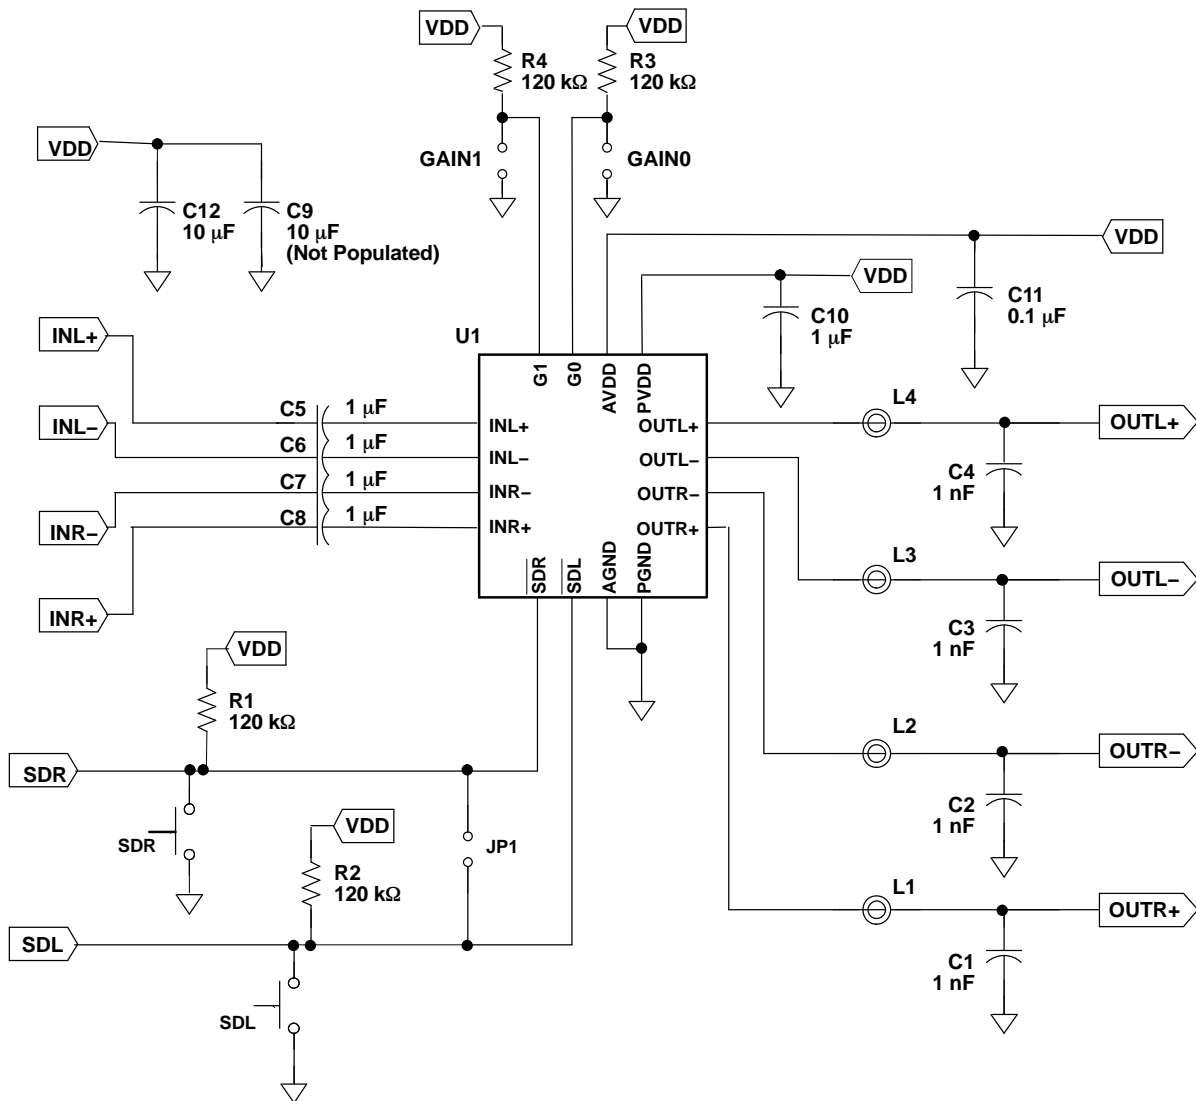 VDD
R4
120 kΩ
R3
120 kΩ
VDD
GAIN1
GAIN0
VDD
C12
10 µF
C9
10 µF
(Not Populated)
VDD
VDD
C10
1 µF
C11
0.1 µF
U1
G1
G0
AVDD
PVDD
INL+
INL–
INR–
INR+
C5
1 µF
C6
1 µF
C7
1 µF
C8
1 µF
INL+
INL–
INR–
INR+
OUTL+
OUTL–
OUTR–
OUTR+
SDR
SDL
AGND
PGND
L4
OUTL+
C4
1 nF
L3
OUTL–
C3
1 nF
L2
OUTR–
C2
1 nF
L1
OUTR+
C1
1 nF
VDD
R1
120 kΩ
SDR
SDR
VDD
R2
120 kΩ
JP1
SDL
SDL